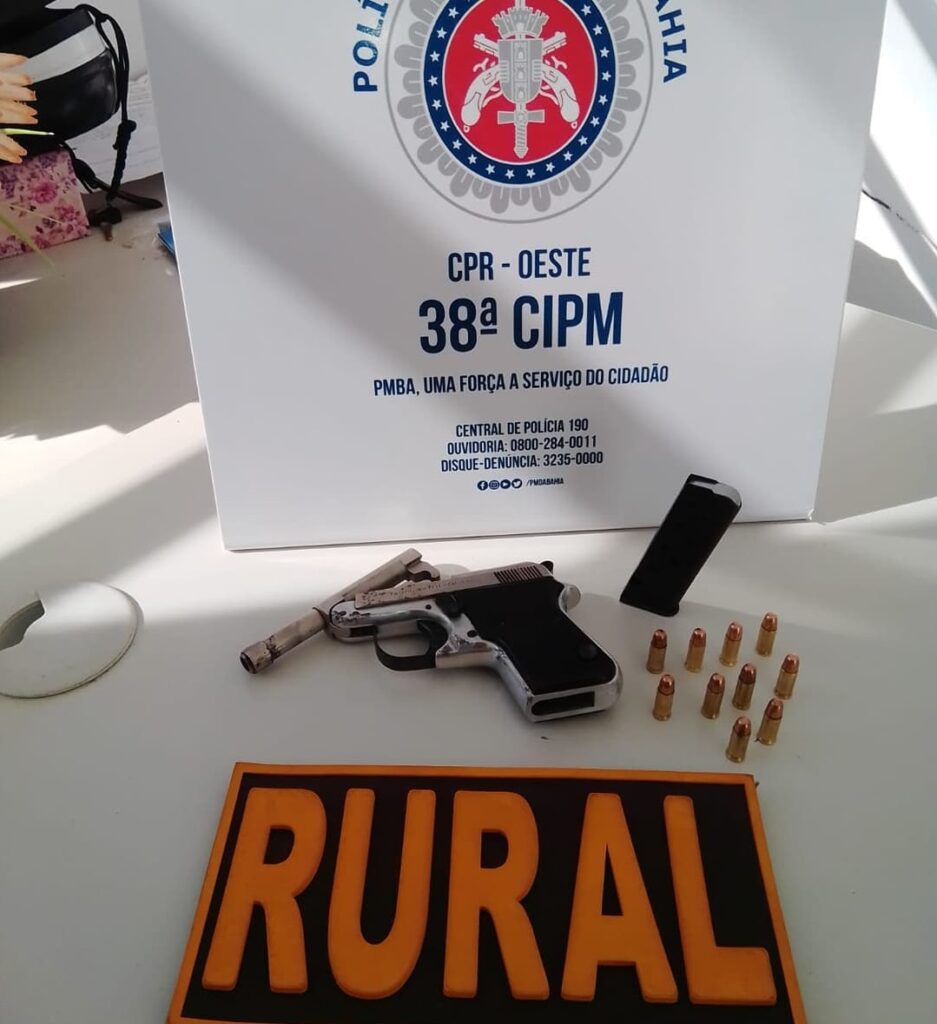 BAHIA
CPR - OESTE
38ª CIPM
PMBA, UMA FORÇA A SERVIÇO DO CIDADÃO
CENTRAL DE POLÍCIA 190
OUVIDORIA: 0800-284-0011
DISQUE-DENÚNCIA: 3235-0000
/PMDABAHIA
RURAL